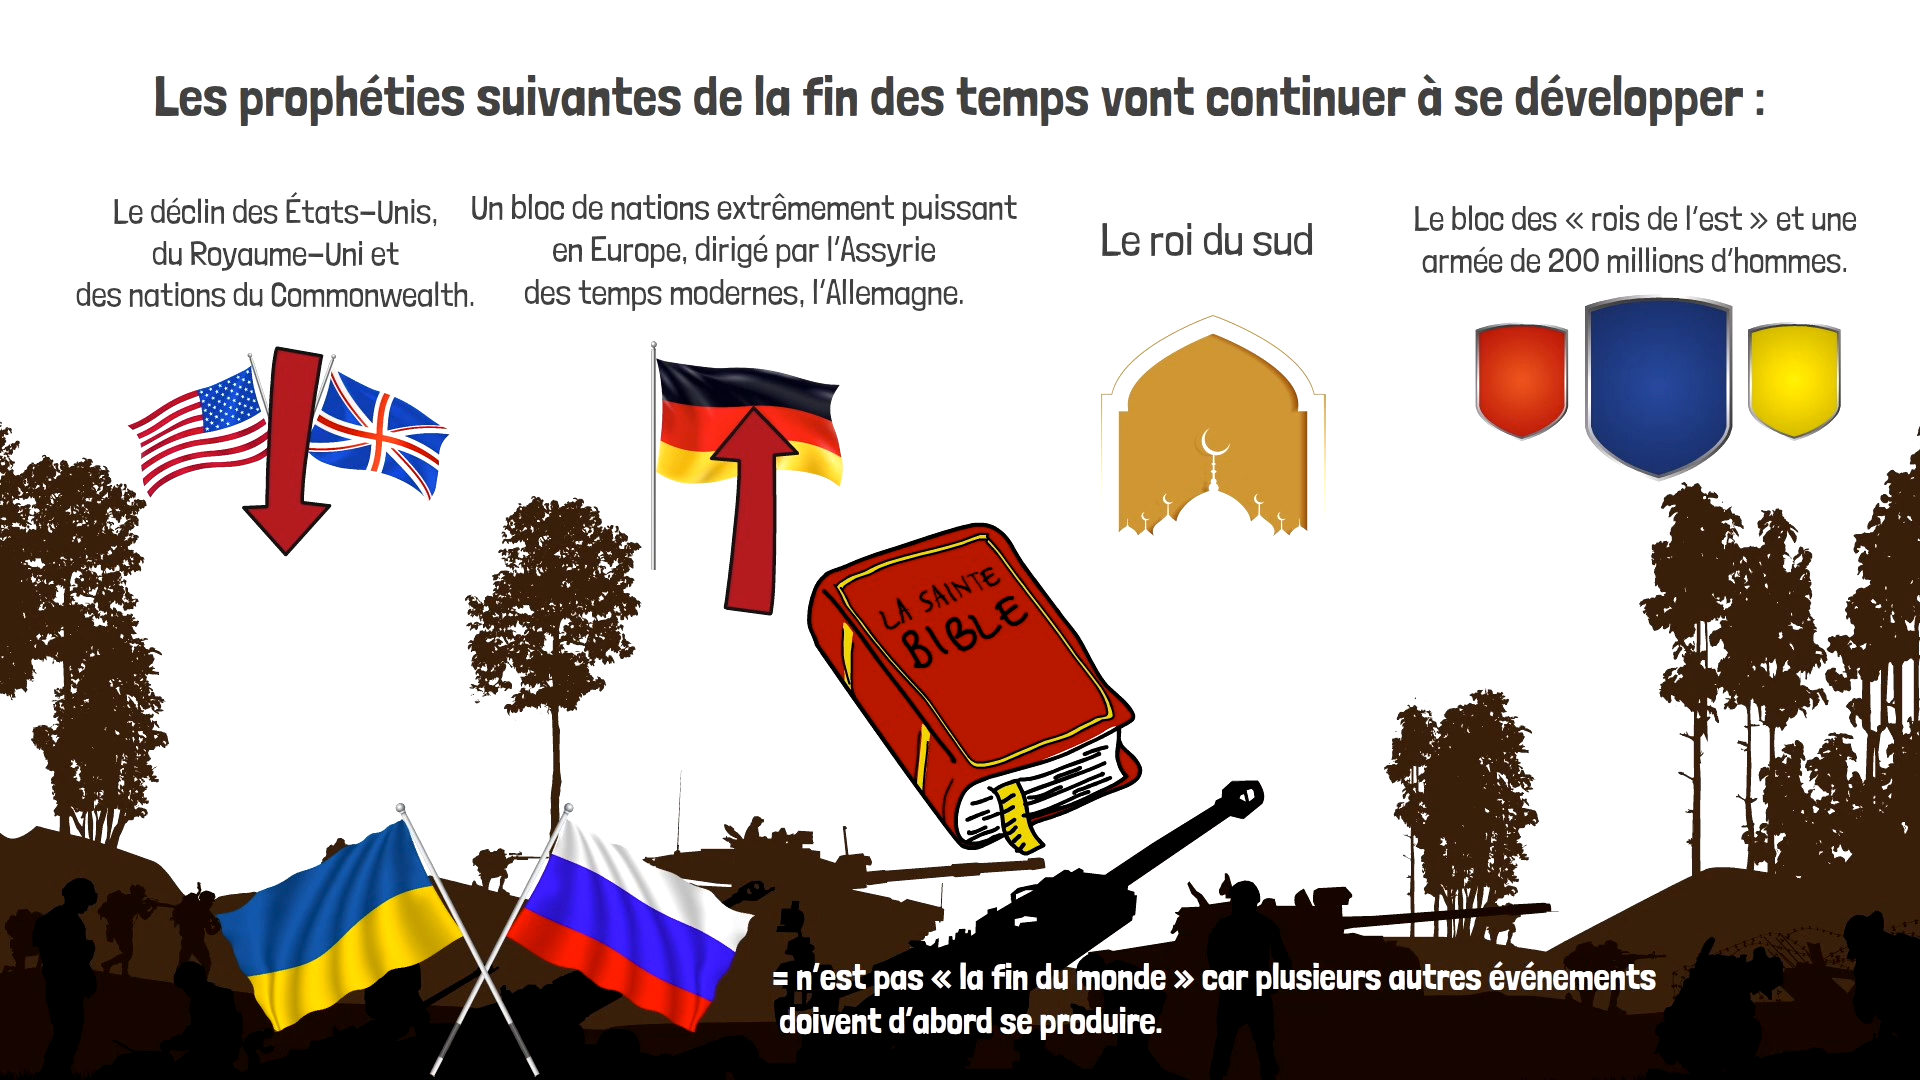 Les prophéties suivantes de la fin des temps vont continuer à se développer :
Le déclin des États-Unis,
du Royaume-Uni et
des nations du Commonwealth.
Un bloc de nations extrêmement puissant
en Europe, dirigé par l'Assyrie
des temps modernes, l'Allemagne.
Le roi du sud
Le bloc des « rois de l'est » et une
armée de 200 millions d'hommes.
LA SAINTE
BIBLE
= n'est pas « la fin du monde » car plusieurs autres événements
doivent d'abord se produire.